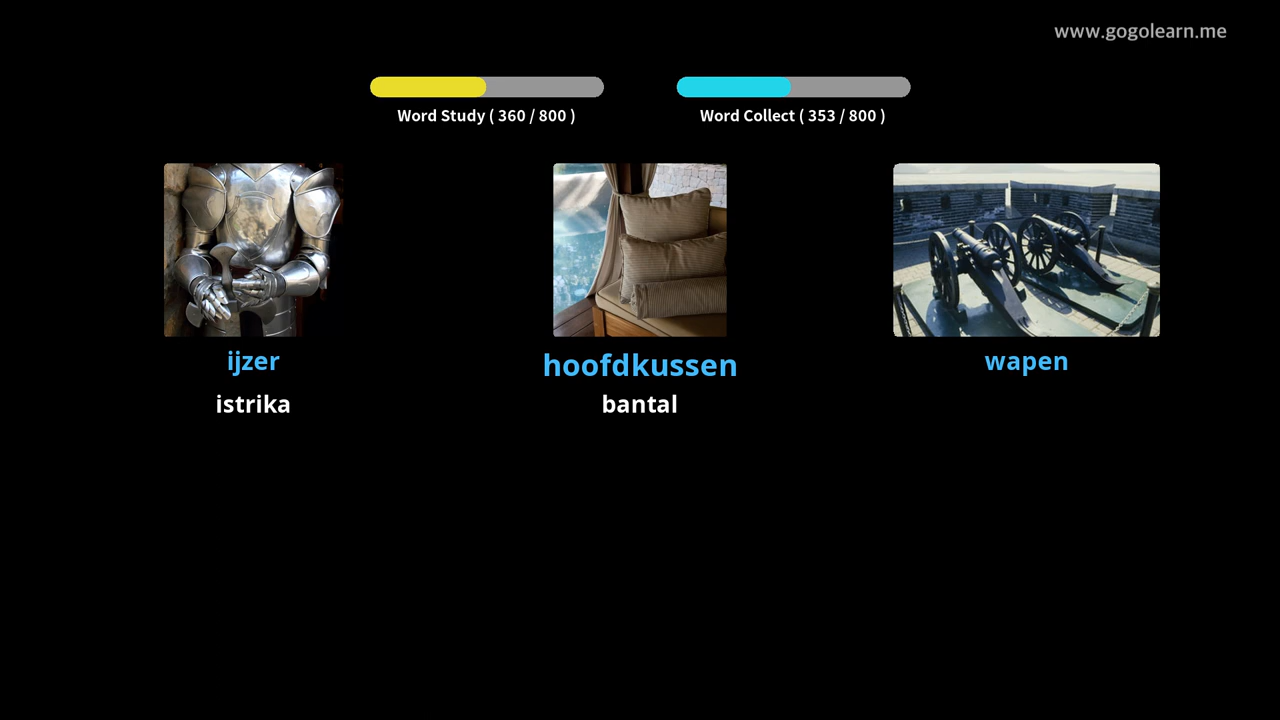 www.gogolearn.me
Word Study ( 360 / 800 )
Word Collect ( 353 / 800 )
ijzer
hoofdkussen
wapen
istrika
bantal